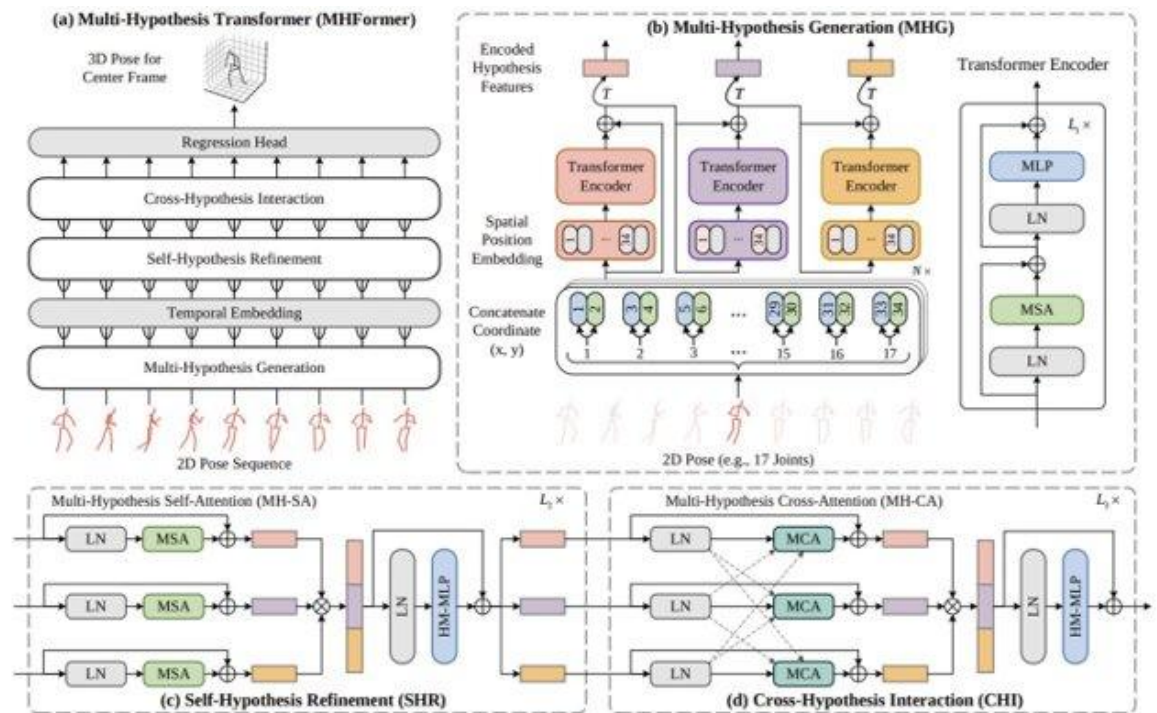 (a) Multi-Hypothesis Transformer (MHFormer)
3D Pose for
Center Frame
Regression Head
Cross-Hypothesis Interaction
Self-Hypothesis Refinement
Temporal Embedding
Multi-Hypothesis Generation
2D Pose Sequence
(b) Multi-Hypothesis Generation (MHG)
Encoded
Hypothesis
Features
T
T
T
Transformer
Encoder
Transformer
Encoder
Transformer
Encoder
Spatial
Position
Embedding
1 ... 34
1 ... 34
1 ... 34
N ×
Concatenate
Coordinate
(x, y)
1 2 3 4 5 6 ... 29 30 31 32 33 34
1 2 3 ... 15 16 17
2D Pose (e.g., 17 Joints)
Transformer Encoder
L₁ ×
MLP
LN
MSA
LN
Multi-Hypothesis Self-Attention (MH-SA)
L₂ ×
LN MSA
LN MSA
LN MSA
LN
HM-MLP
(c) Self-Hypothesis Refinement (SHR)
Multi-Hypothesis Cross-Attention (MH-CA)
L₃ ×
LN MCA
LN MCA
LN MCA
LN
HM-MLP
(d) Cross-Hypothesis Interaction (CHI)